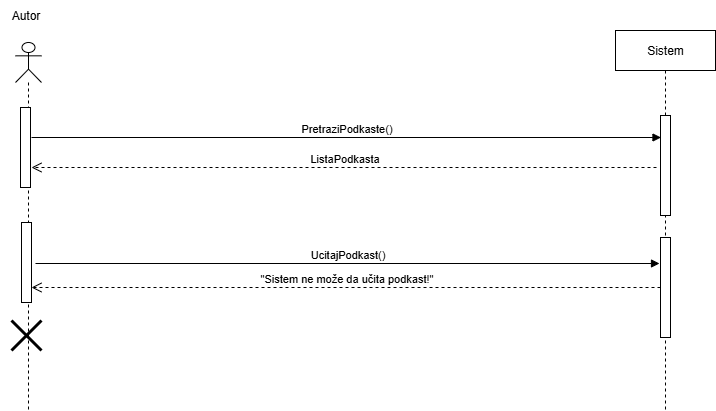 Autor
Sistem
PretraziPodkaste()
ListaPodkasta
UcitajPodkast()
"Sistem ne može da učita podkast!"